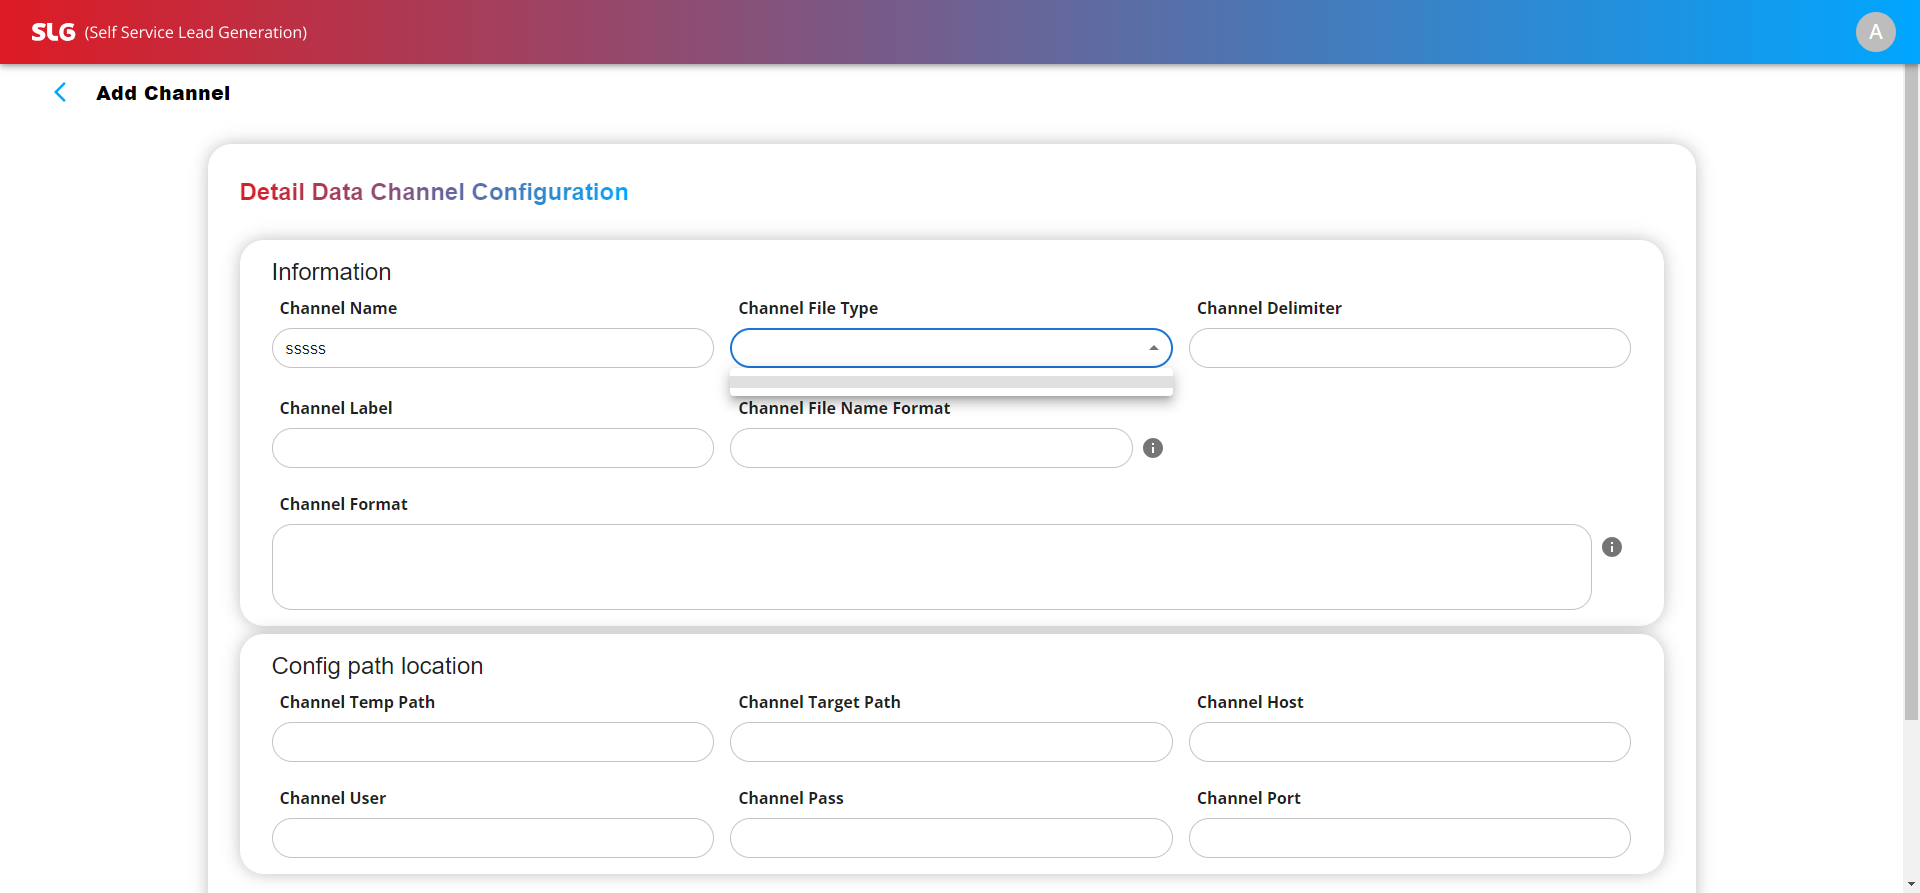 SLG (Self Service Lead Generation)
A
Add Channel
Detail Data Channel Configuration
Information
Channel Name
Channel File Type
Channel Delimiter
sssss
Channel Label
Channel File Name Format
Channel Format
Config path location
Channel Temp Path
Channel Target Path
Channel Host
Channel User
Channel Pass
Channel Port